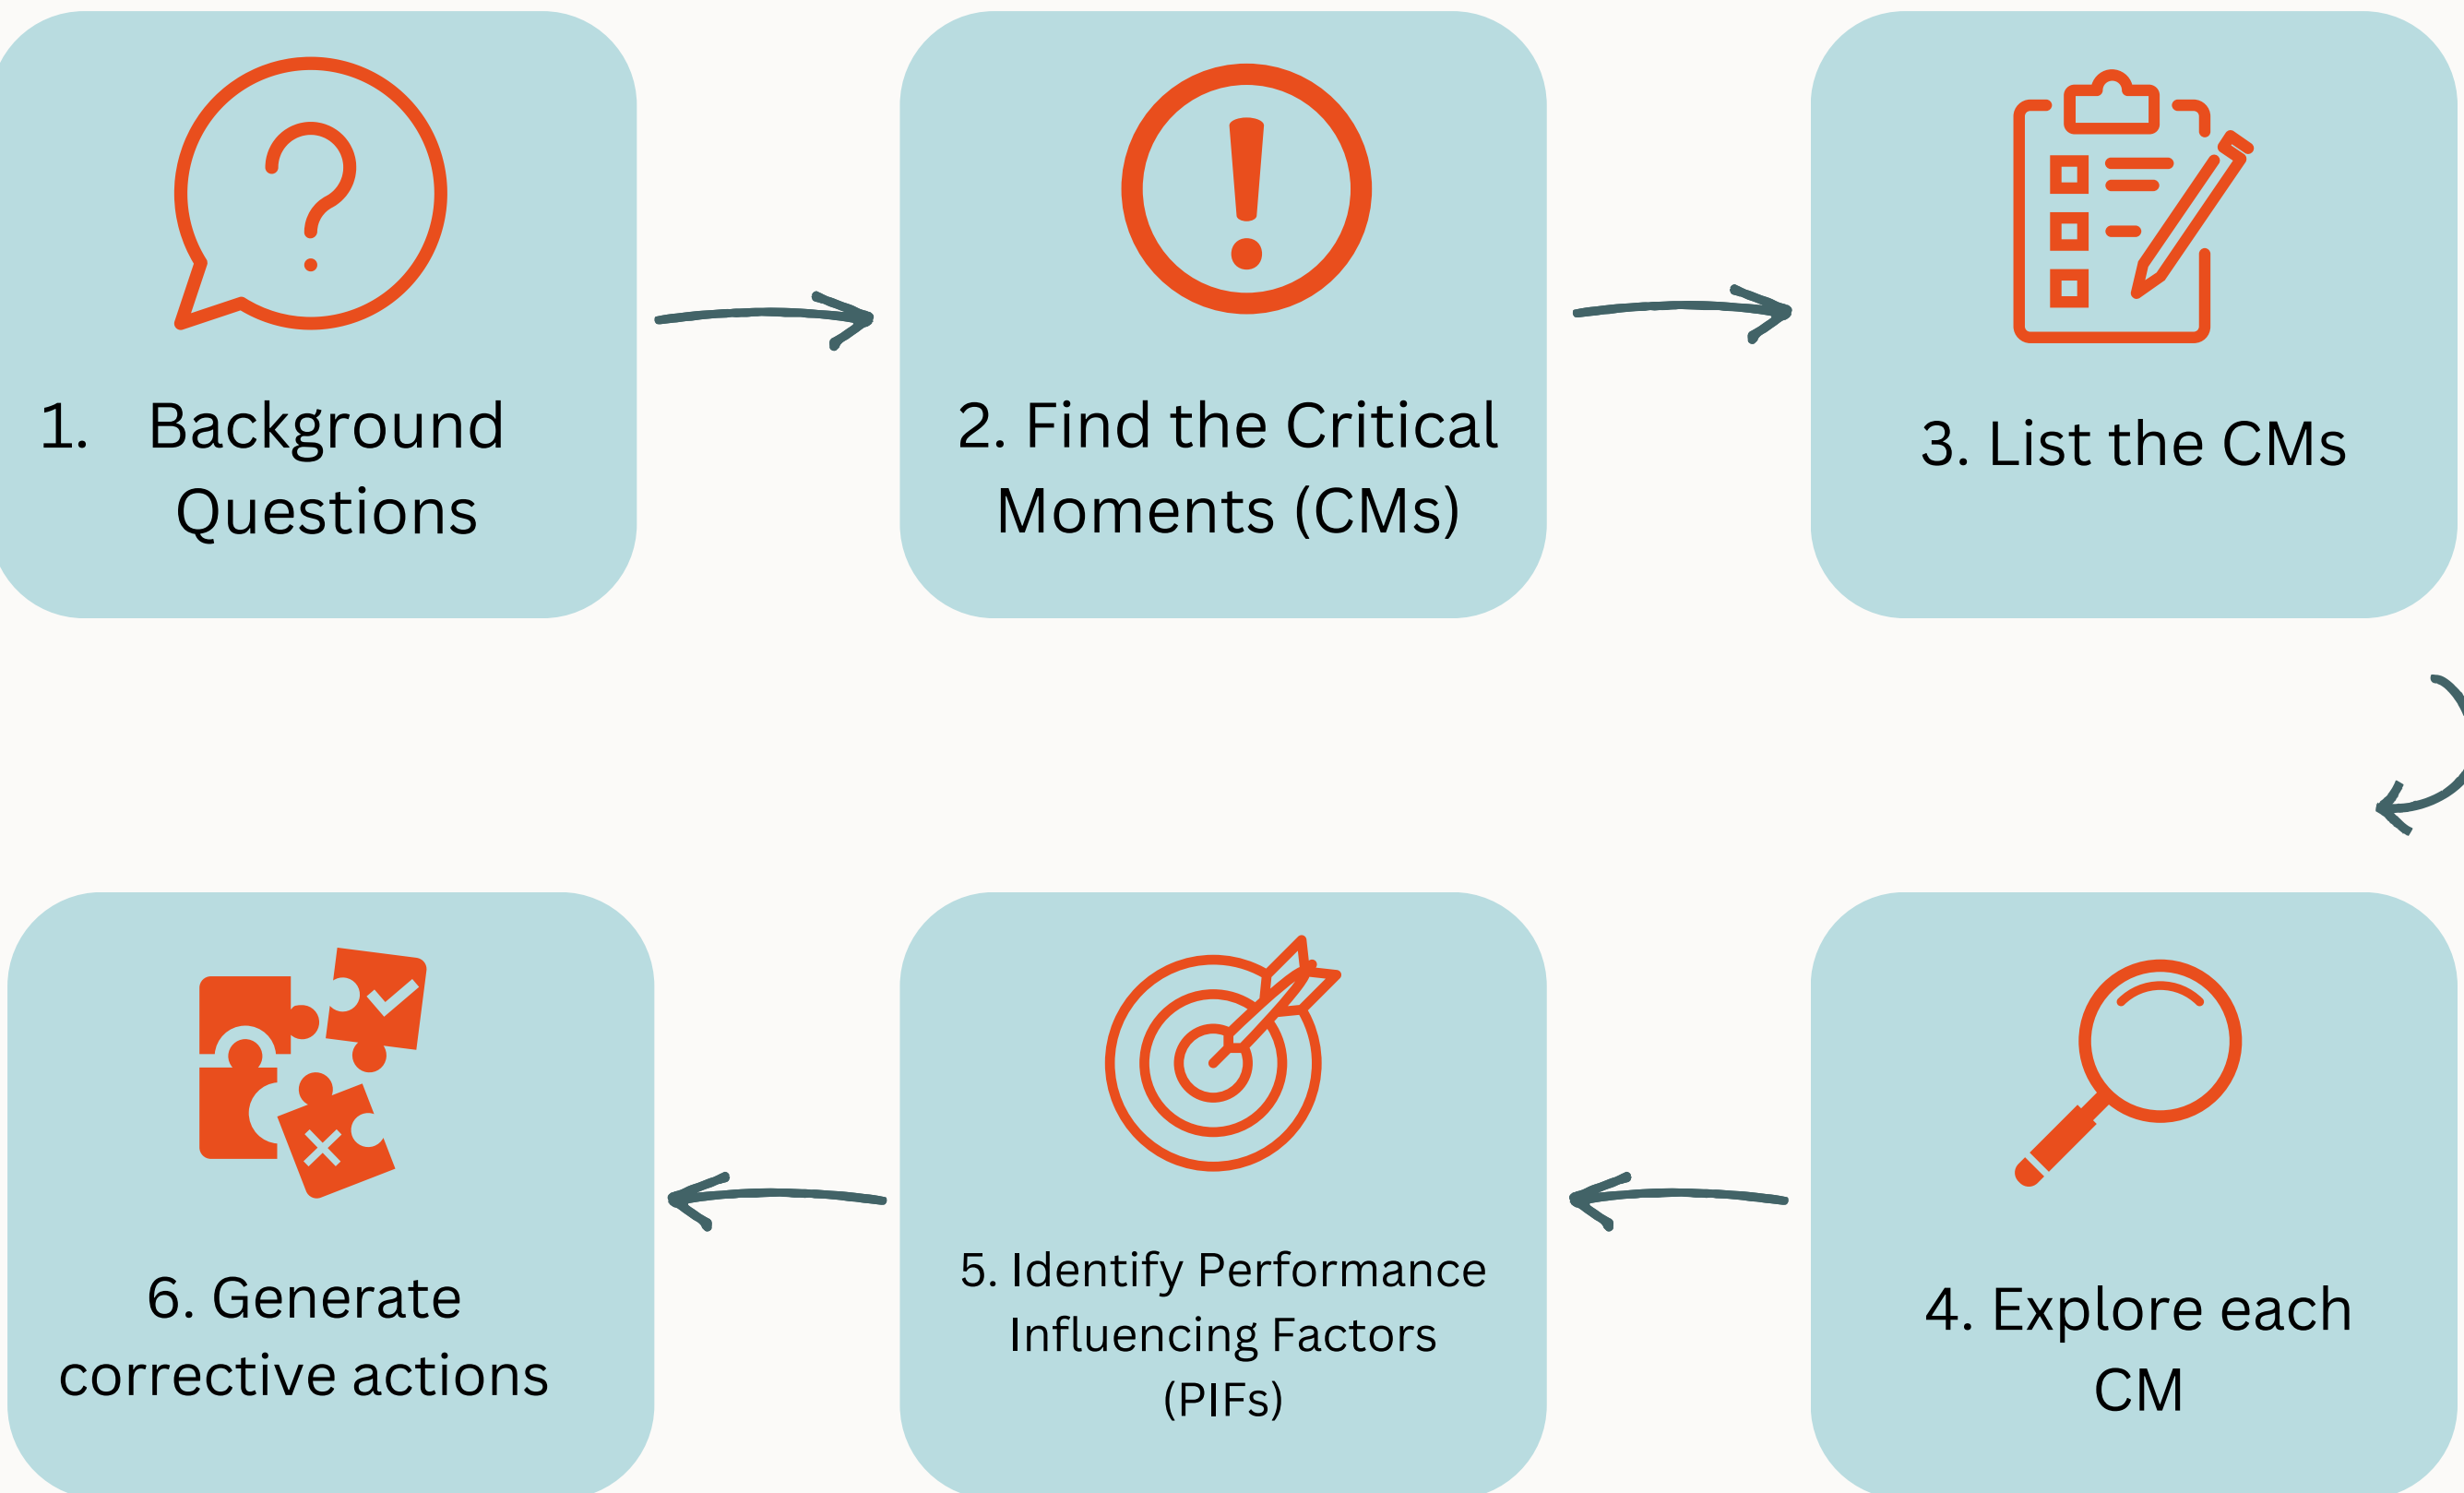 1. Background
Questions
2. Find the Critical
Moments (CMs)
3. List the CMs
4. Explore each
CM
5. Identify Performance
Influencing Factors
(PIFs)
6. Generate
corrective actions